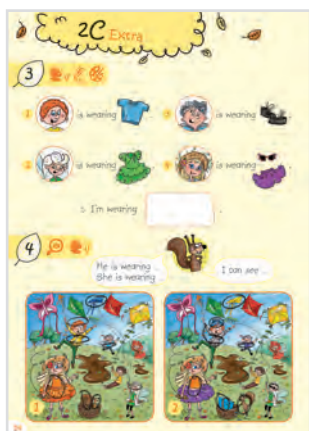 2C Extra
3
1 is wearing
3 is wearing
2 is wearing
4 is wearing
5 I'm wearing .
4
He is wearing ...
She is wearing ...
I can see ...
1
2
24